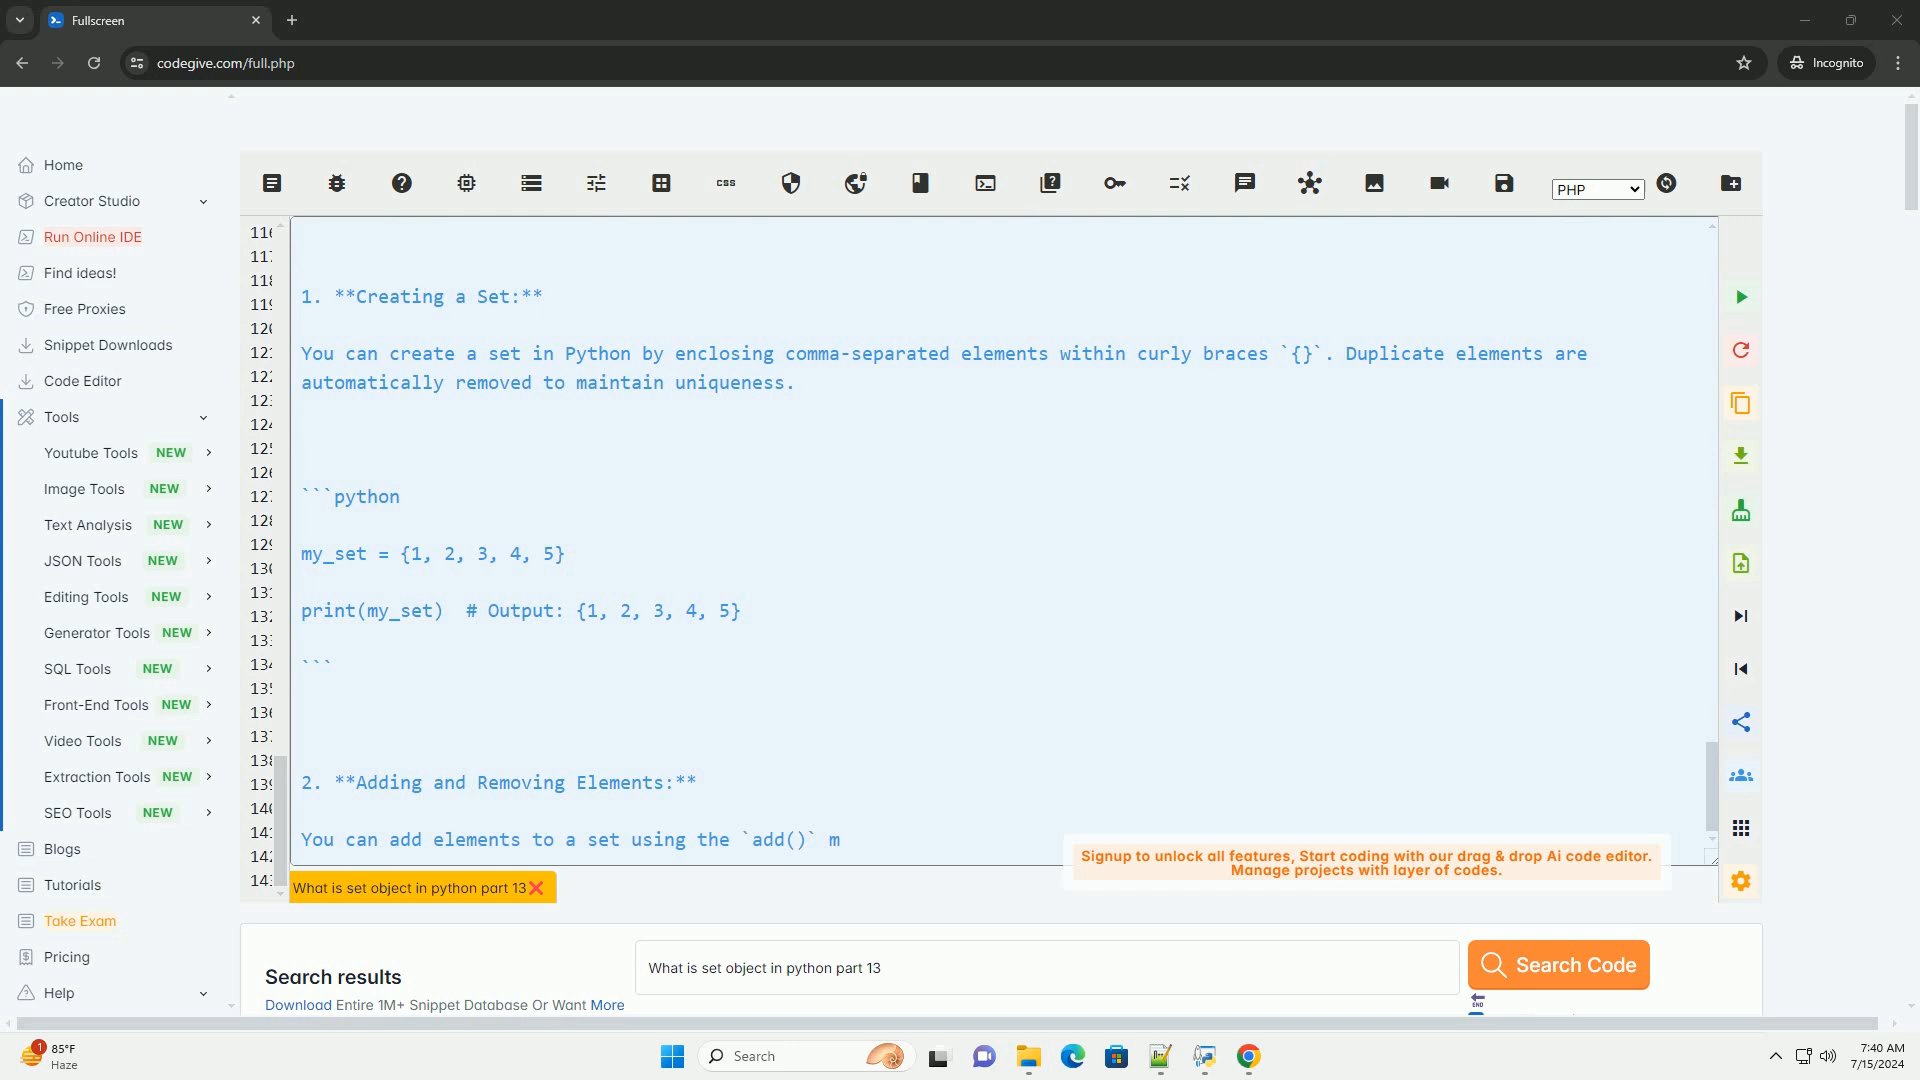 Fullscreen
codegive.com/full.php
Incognito
Home
Creator Studio
Run Online IDE
Find ideas!
Free Proxies
Snippet Downloads
Code Editor
Tools
Youtube Tools NEW
Image Tools NEW
Text Analysis NEW
JSON Tools NEW
Editing Tools NEW
Generator Tools NEW
SQL Tools NEW
Front-End Tools NEW
Video Tools NEW
Extraction Tools NEW
SEO Tools NEW
Blogs
Tutorials
Take Exam
Pricing
Help
CSS
PHP
1. **Creating a Set:**
You can create a set in Python by enclosing comma-separated elements within curly braces `{}`. Duplicate elements are
automatically removed to maintain uniqueness.
```python
my_set = {1, 2, 3, 4, 5}
print(my_set)  # Output: {1, 2, 3, 4, 5}
```
2. **Adding and Removing Elements:**
You can add elements to a set using the `add()` m
Signup to unlock all features, Start coding with our drag & drop Ai code editor.
Manage projects with layer of codes.
What is set object in python part 13
Search results
Download Entire 1M+ Snippet Database Or Want More
What is set object in python part 13
Search Code
END
1
85°F
Haze
Search
7:40 AM
7/15/2024